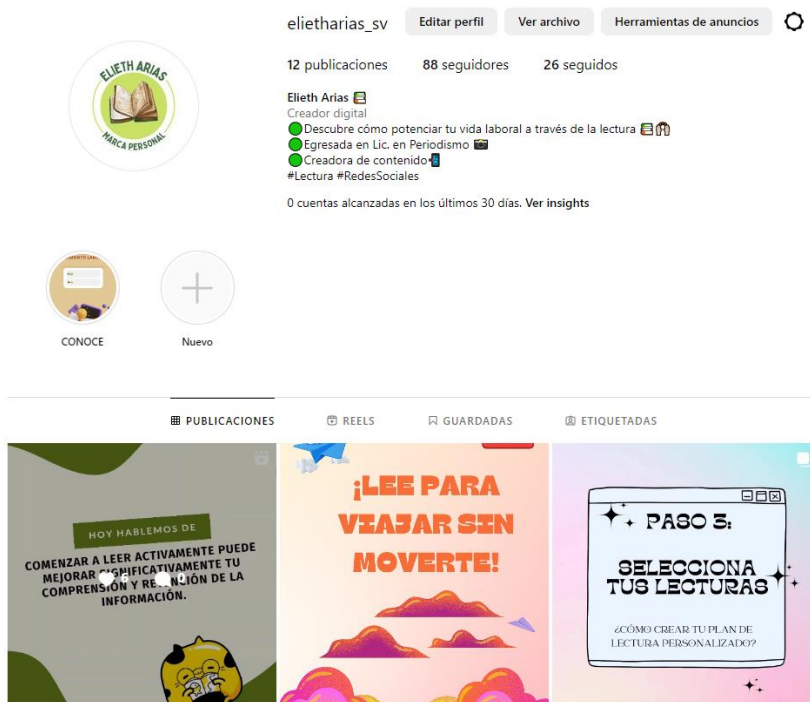 elietharias_sv Editar perfil Ver archivo Herramientas de anuncios
12 publicaciones 88 seguidores 26 seguidos
ELIETH ARIAS
MARCA PERSONAL
Elieth Arias
Creador digital
Descubre cómo potenciar tu vida laboral a través de la lectura
Egresada en Lic. en Periodismo
Creadora de contenido
#Lectura #RedesSociales
0 cuentas alcanzadas en los últimos 30 días. Ver insights
CONOCE Nuevo
PUBLICACIONES REELS GUARDADAS ETIQUETADAS
HOY HABLEMOS DE
COMENZAR A LEER ACTIVAMENTE PUEDE
MEJORAR SIGNIFICATIVAMENTE TU
COMPRENSIÓN Y RETENCIÓN DE LA
INFORMACIÓN.
¡LEE PARA
VIAJAR SIN
MOVERTE!
PASO 3:
SELECCIONA
TUS LECTURAS
¿CÓMO CREAR TU PLAN DE
LECTURA PERSONALIZADO?